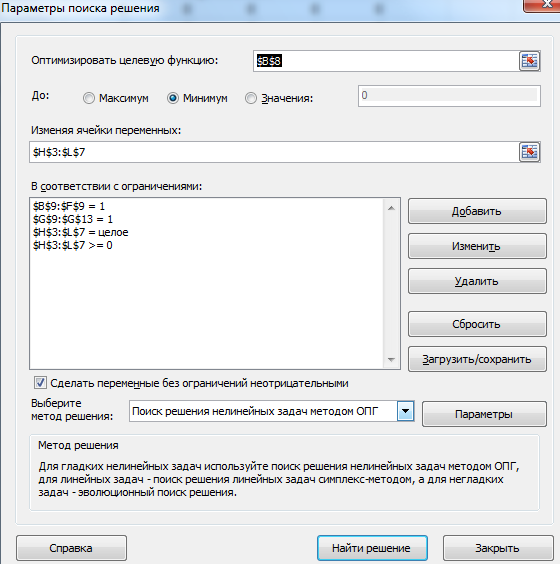 Параметры поиска решения
Оптимизировать целевую функцию: $B$8
До: Максимум Минимум Значения: 0
Изменяя ячейки переменных:
$H$3:$L$7
В соответствии с ограничениями:
$B$9:$F$9 = 1
$G$9:$G$13 = 1
$H$3:$L$7 = целое
$H$3:$L$7 >= 0
Добавить
Изменить
Удалить
Сбросить
Загрузить/сохранить
Сделать переменные без ограничений неотрицательными
Выберите
метод решения:
Поиск решения нелинейных задач методом ОПГ
Параметры
Метод решения
Для гладких нелинейных задач используйте поиск решения нелинейных задач методом ОПГ,
для линейных задач - поиск решения линейных задач симплекс-методом, а для негладких
задач - эволюционный поиск решения.
Справка Найти решение Закрыть